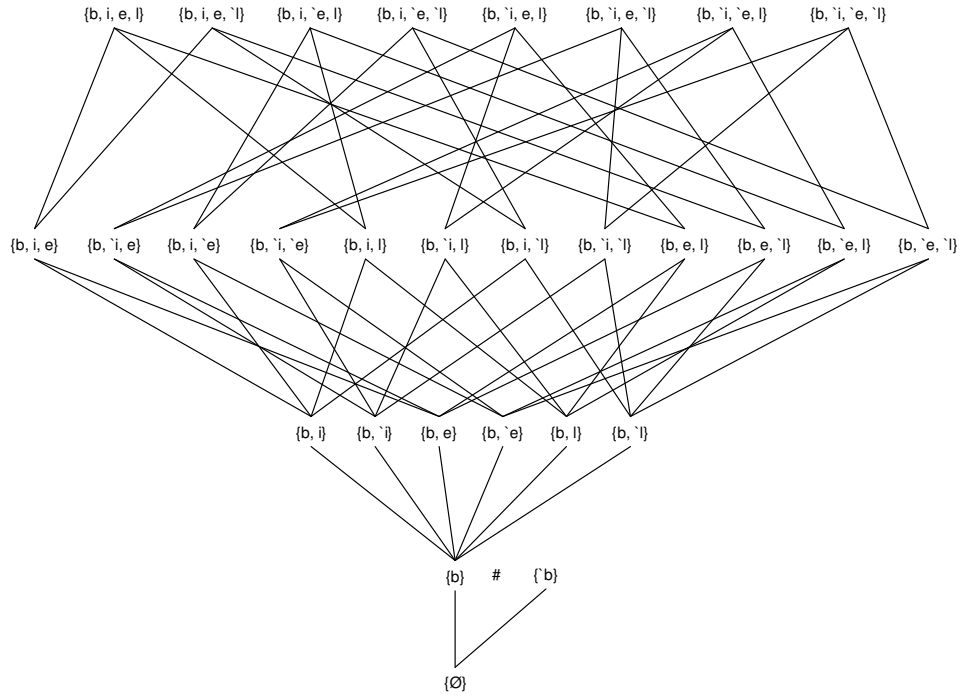 {b, i, e, l} {b, i, e, `l} {b, i, `e, l} {b, i, `e, `l} {b, `i, e, l} {b, `i, e, `l} {b, `i, `e, l} {b, `i, `e, `l}
{b, i, e} {b, `i, e} {b, i, `e} {b, `i, `e} {b, i, l} {b, `i, l} {b, i, `l} {b, `i, `l} {b, e, l} {b, e, `l} {b, `e, l} {b, `e, `l}
{b, i} {b, `i} {b, e} {b, `e} {b, l} {b, `l}
{b} # {`b}
{Ø}